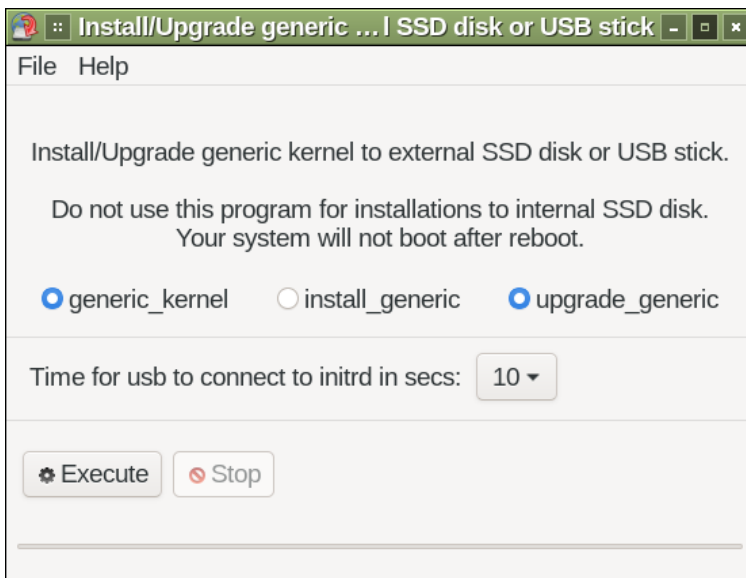 Install/Upgrade generic ...l SSD disk or USB stick
File Help
Install/Upgrade generic kernel to external SSD disk or USB stick.
Do not use this program for installations to internal SSD disk.
Your system will not boot after reboot.
generic_kernel install_generic upgrade_generic
Time for usb to connect to initrd in secs: 10
Execute Stop